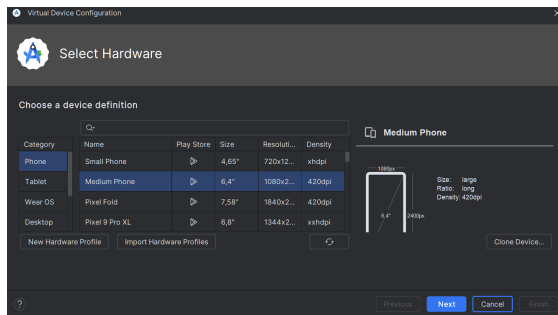 Virtual Device Configuration
Select Hardware
Choose a device definition
Category Name Play Store Size Resoluti... Density
Phone Small Phone 4,65" 720x12... xhdpi
Tablet Medium Phone 6,4" 1080x2... 420dpi
Wear OS Pixel Fold 7,58" 1840x2... 420dpi
Desktop Pixel 9 Pro XL 6,8" 1344x2... xxhdpi
New Hardware Profile Import Hardware Profiles
Medium Phone
1080px
6,4"
2400px
Size: large
Ratio: long
Density: 420dpi
Clone Device...
? Previous Next Cancel Finish